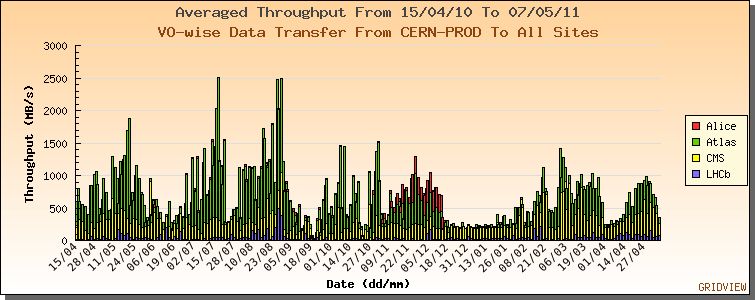 Averaged Throughput From 15/04/10 To 07/05/11
VO-wise Data Transfer From CERN-PROD To All Sites
Throughput (MB/s)
3000
2500
2000
1500
1000
500
0
15/04 28/04 11/05 24/05 06/06 19/06 02/07 15/07 28/07 10/08 23/08 05/09 18/09 01/10 14/10 27/10 09/11 22/11 05/12 18/12 31/12 13/01 26/01 08/02 21/02 06/03 19/03 01/04 14/04 27/04
Date (dd/mm)
Alice
Atlas
CMS
LHCb
GRIDVIEW